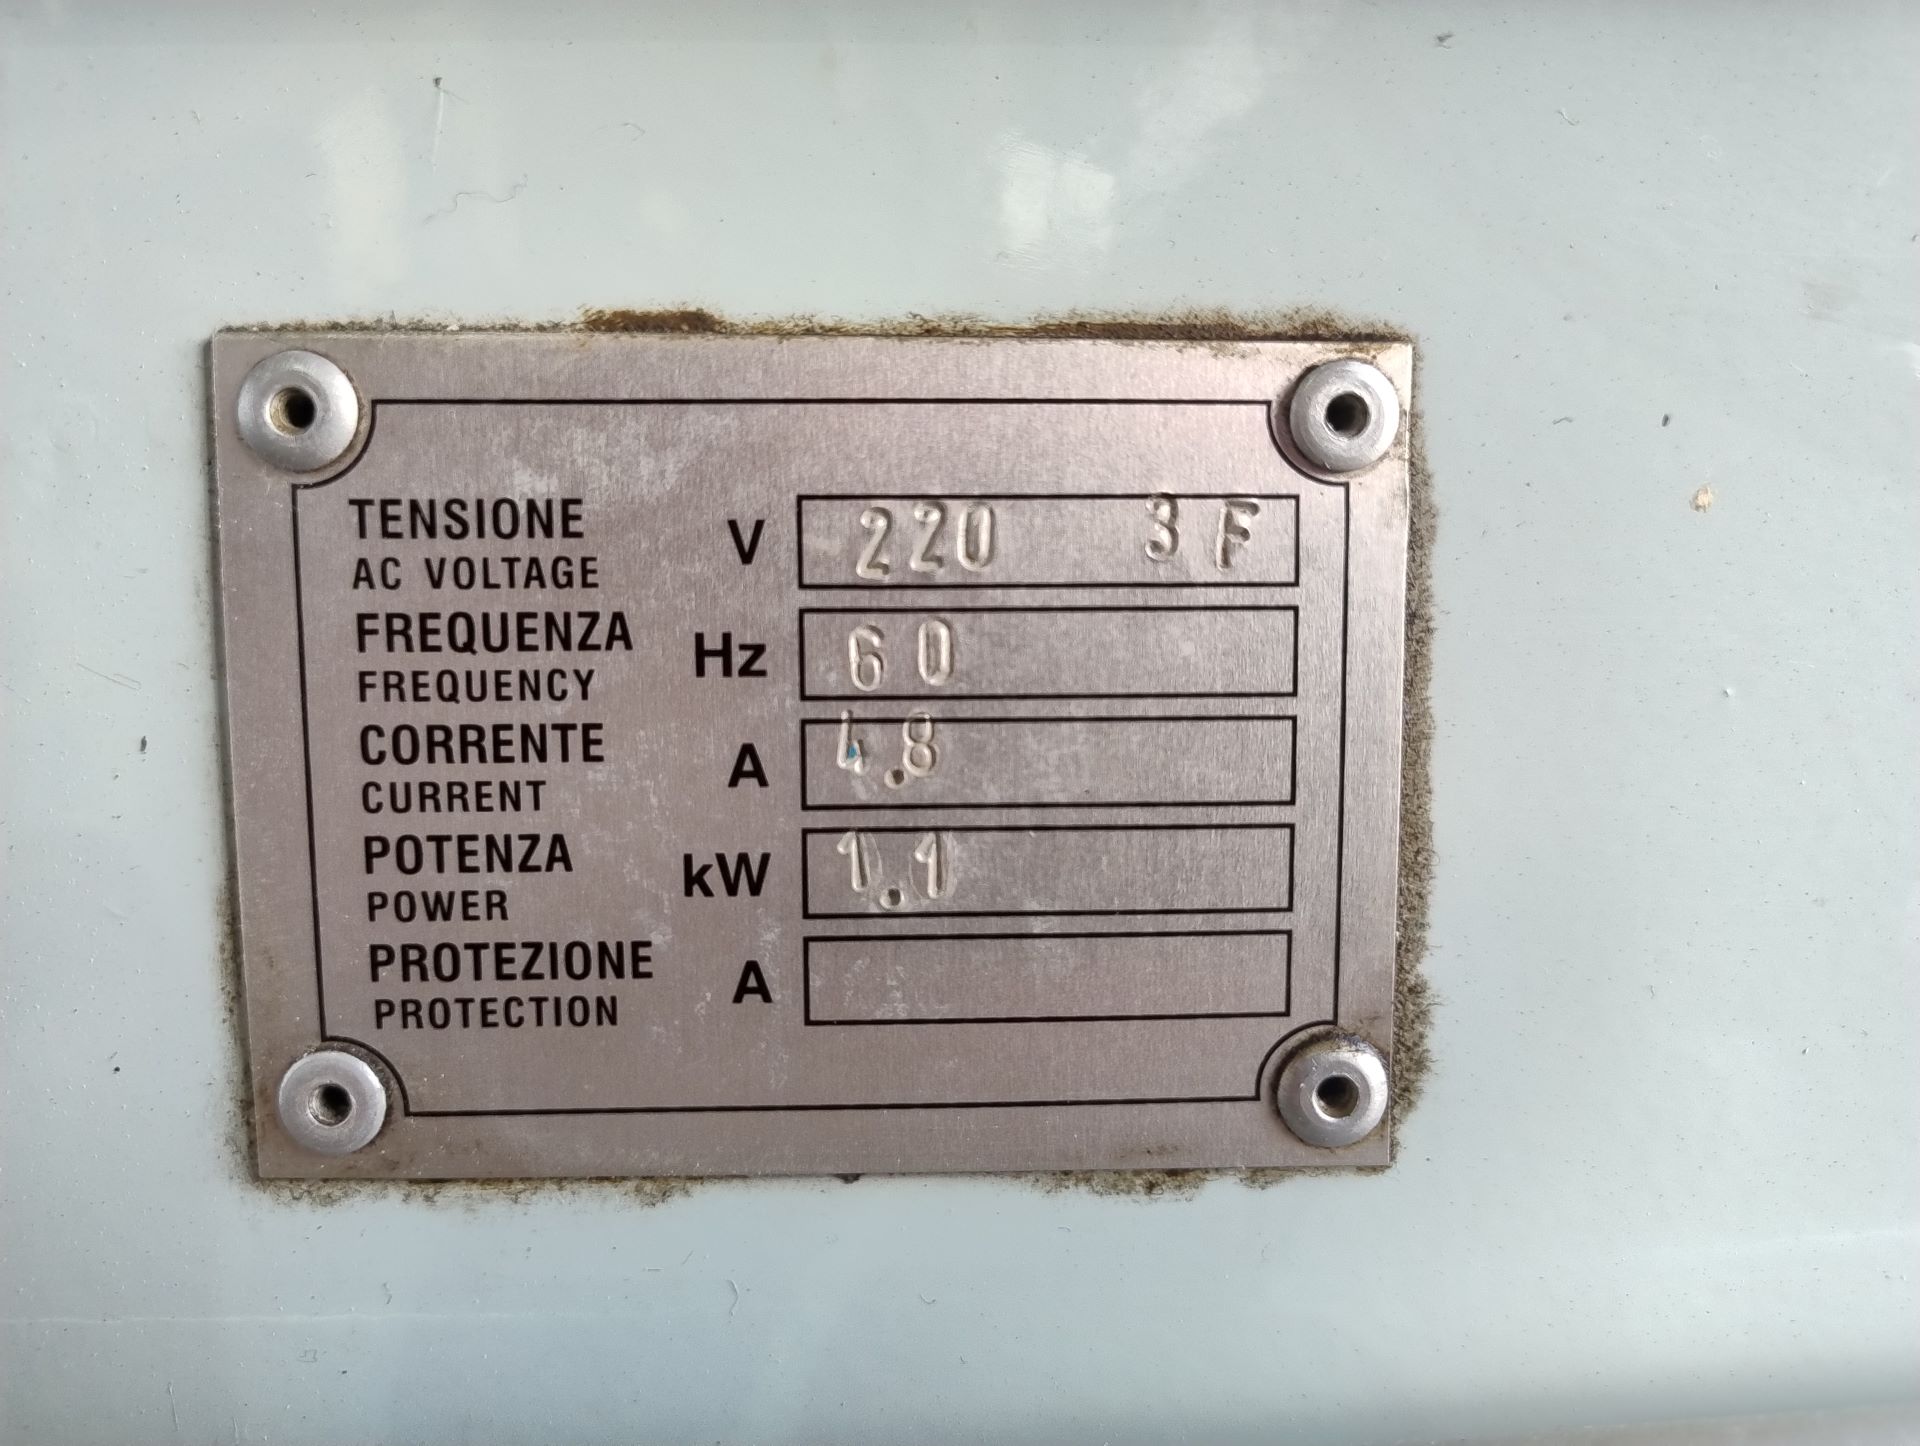 TENSIONE V 220 3F
AC VOLTAGE
FREQUENZA Hz 60
FREQUENCY
CORRENTE A 4.8
CURRENT
POTENZA kW 1.1
POWER
PROTEZIONE A
PROTECTION